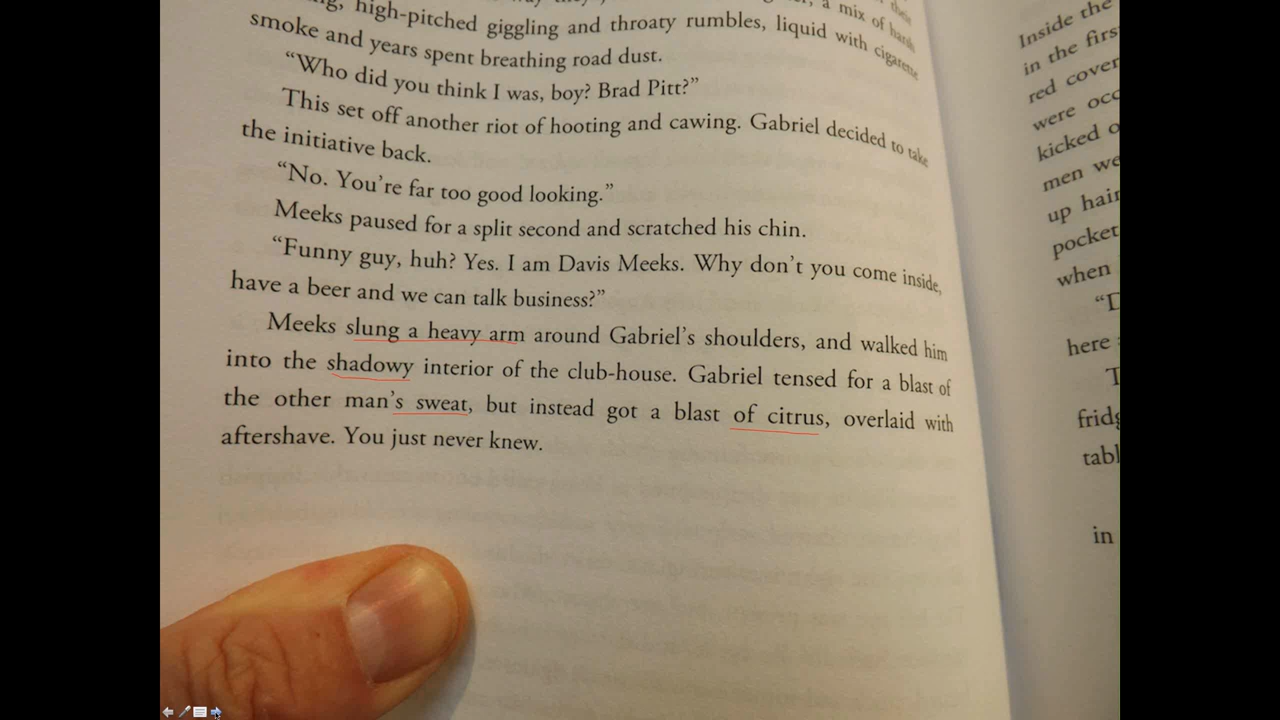 high-pitched giggling and throaty rumbles, liquid with cigarette
a mix of harsh
smoke and years spent breathing road dust.
“Who did you think I was, boy? Brad Pitt?”
This set off another riot of hooting and cawing. Gabriel decided to take
the initiative back.
“No. You’re far too good looking.”
Meeks paused for a split second and scratched his chin.
“Funny guy, huh? Yes. I am Davis Meeks. Why don’t you come inside,
have a beer and we can talk business?”
Meeks slung a heavy arm around Gabriel’s shoulders, and walked him
into the shadowy interior of the club-house. Gabriel tensed for a blast of
the other man’s sweat, but instead got a blast of citrus, overlaid with
aftershave. You just never knew.
Inside the
in the firs
red cover
were occ
kicked o
men we
up hair
pocket
when
“D
here
T
fridg
tabl
in